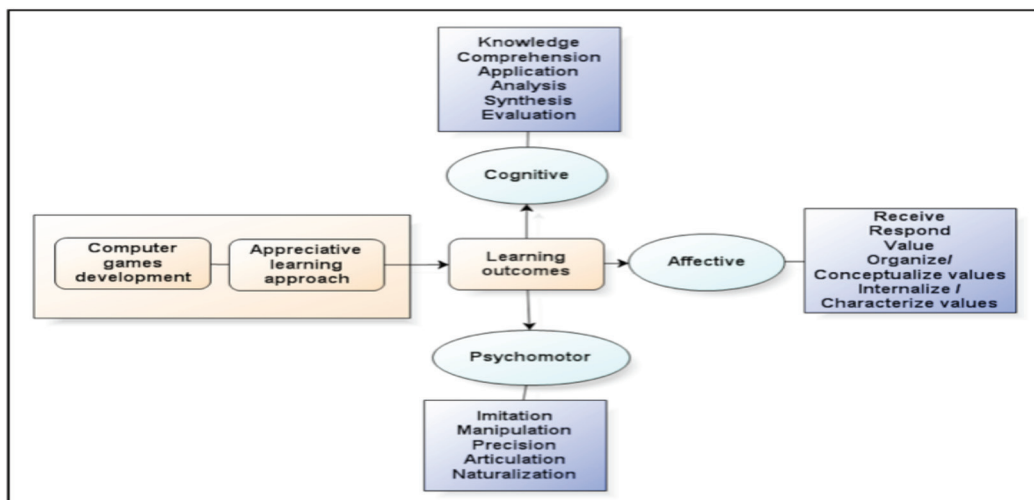 Knowledge
Comprehension
Application
Analysis
Synthesis
Evaluation
Cognitive
Computer
games
development
Appreciative
learning
approach
Learning
outcomes
Affective
Receive
Respond
Value
Organize/
Conceptualize values
Internalize /
Characterize values
Psychomotor
Imitation
Manipulation
Precision
Articulation
Naturalization